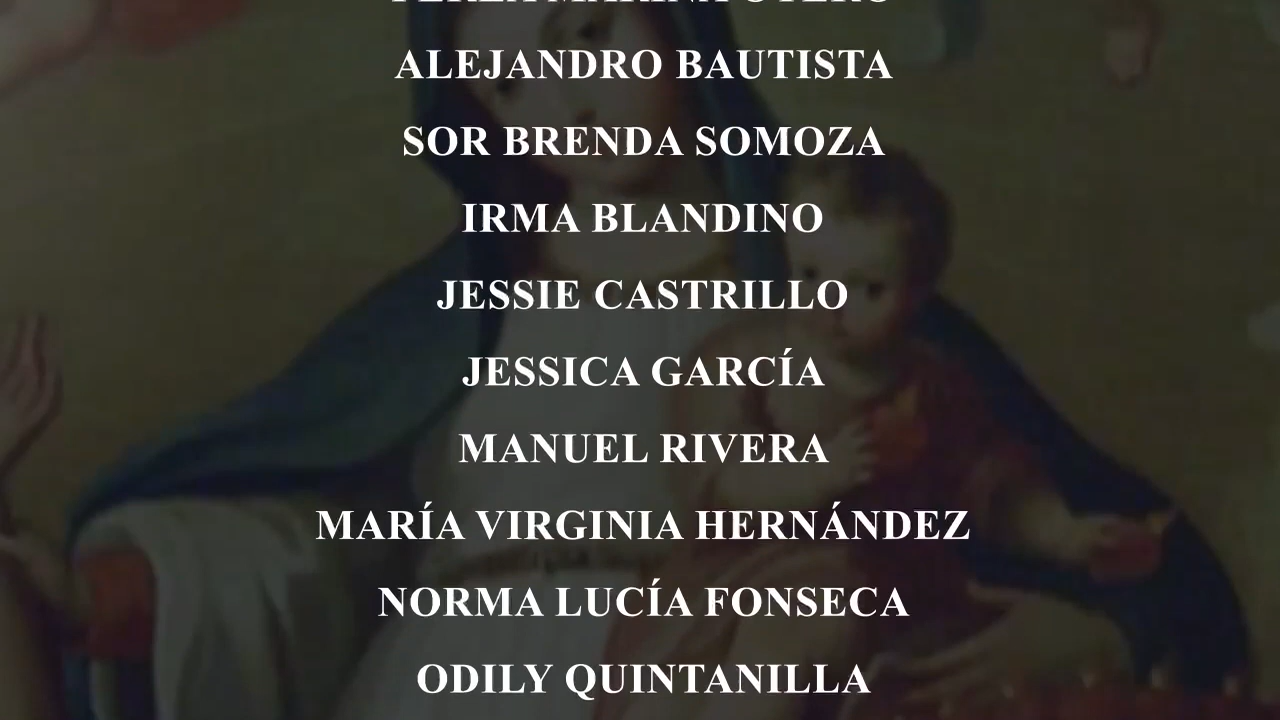 ALEJANDRO BAUTISTA
SOR BRENDA SOMOZA
IRMA BLANDINO
JESSIE CASTRILLO
JESSICA GARCÍA
MANUEL RIVERA
MARÍA VIRGINIA HERNÁNDEZ
NORMA LUCÍA FONSECA
ODILY QUINTANILLA